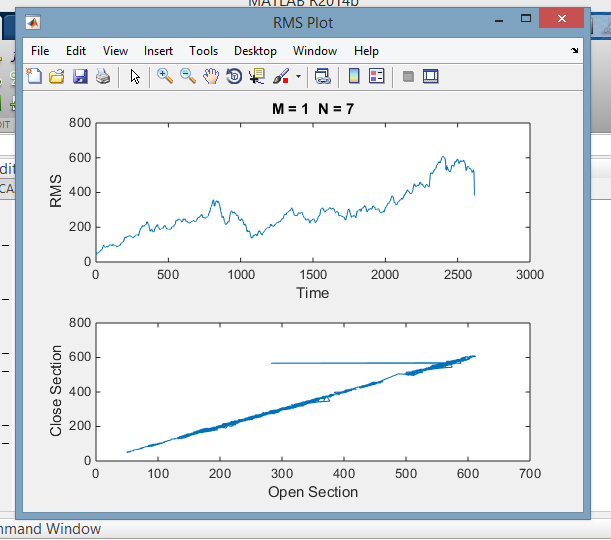 MATLAB R2014b
RMS Plot
File Edit View Insert Tools Desktop Window Help
M = 1 N = 7
800
600
400
200
0
RMS
0 500 1000 1500 2000 2500 3000
Time
800
600
400
200
0
Close Section
0 100 200 300 400 500 600 700
Open Section
mmand Window